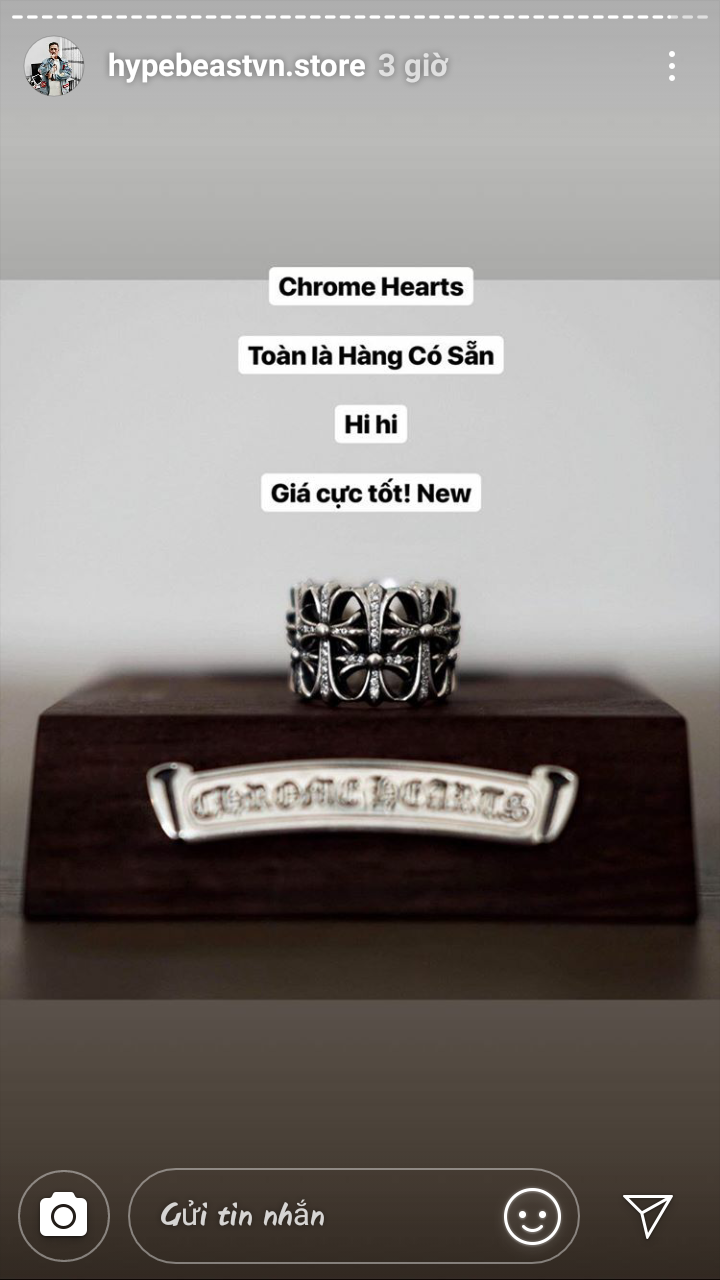 hypebeastvn.store 3 giờ
Chrome Hearts
Toàn là Hàng Có Sẵn
Hi hi
Giá cực tốt! New
CHROME HEARTS
Gửi tin nhắn